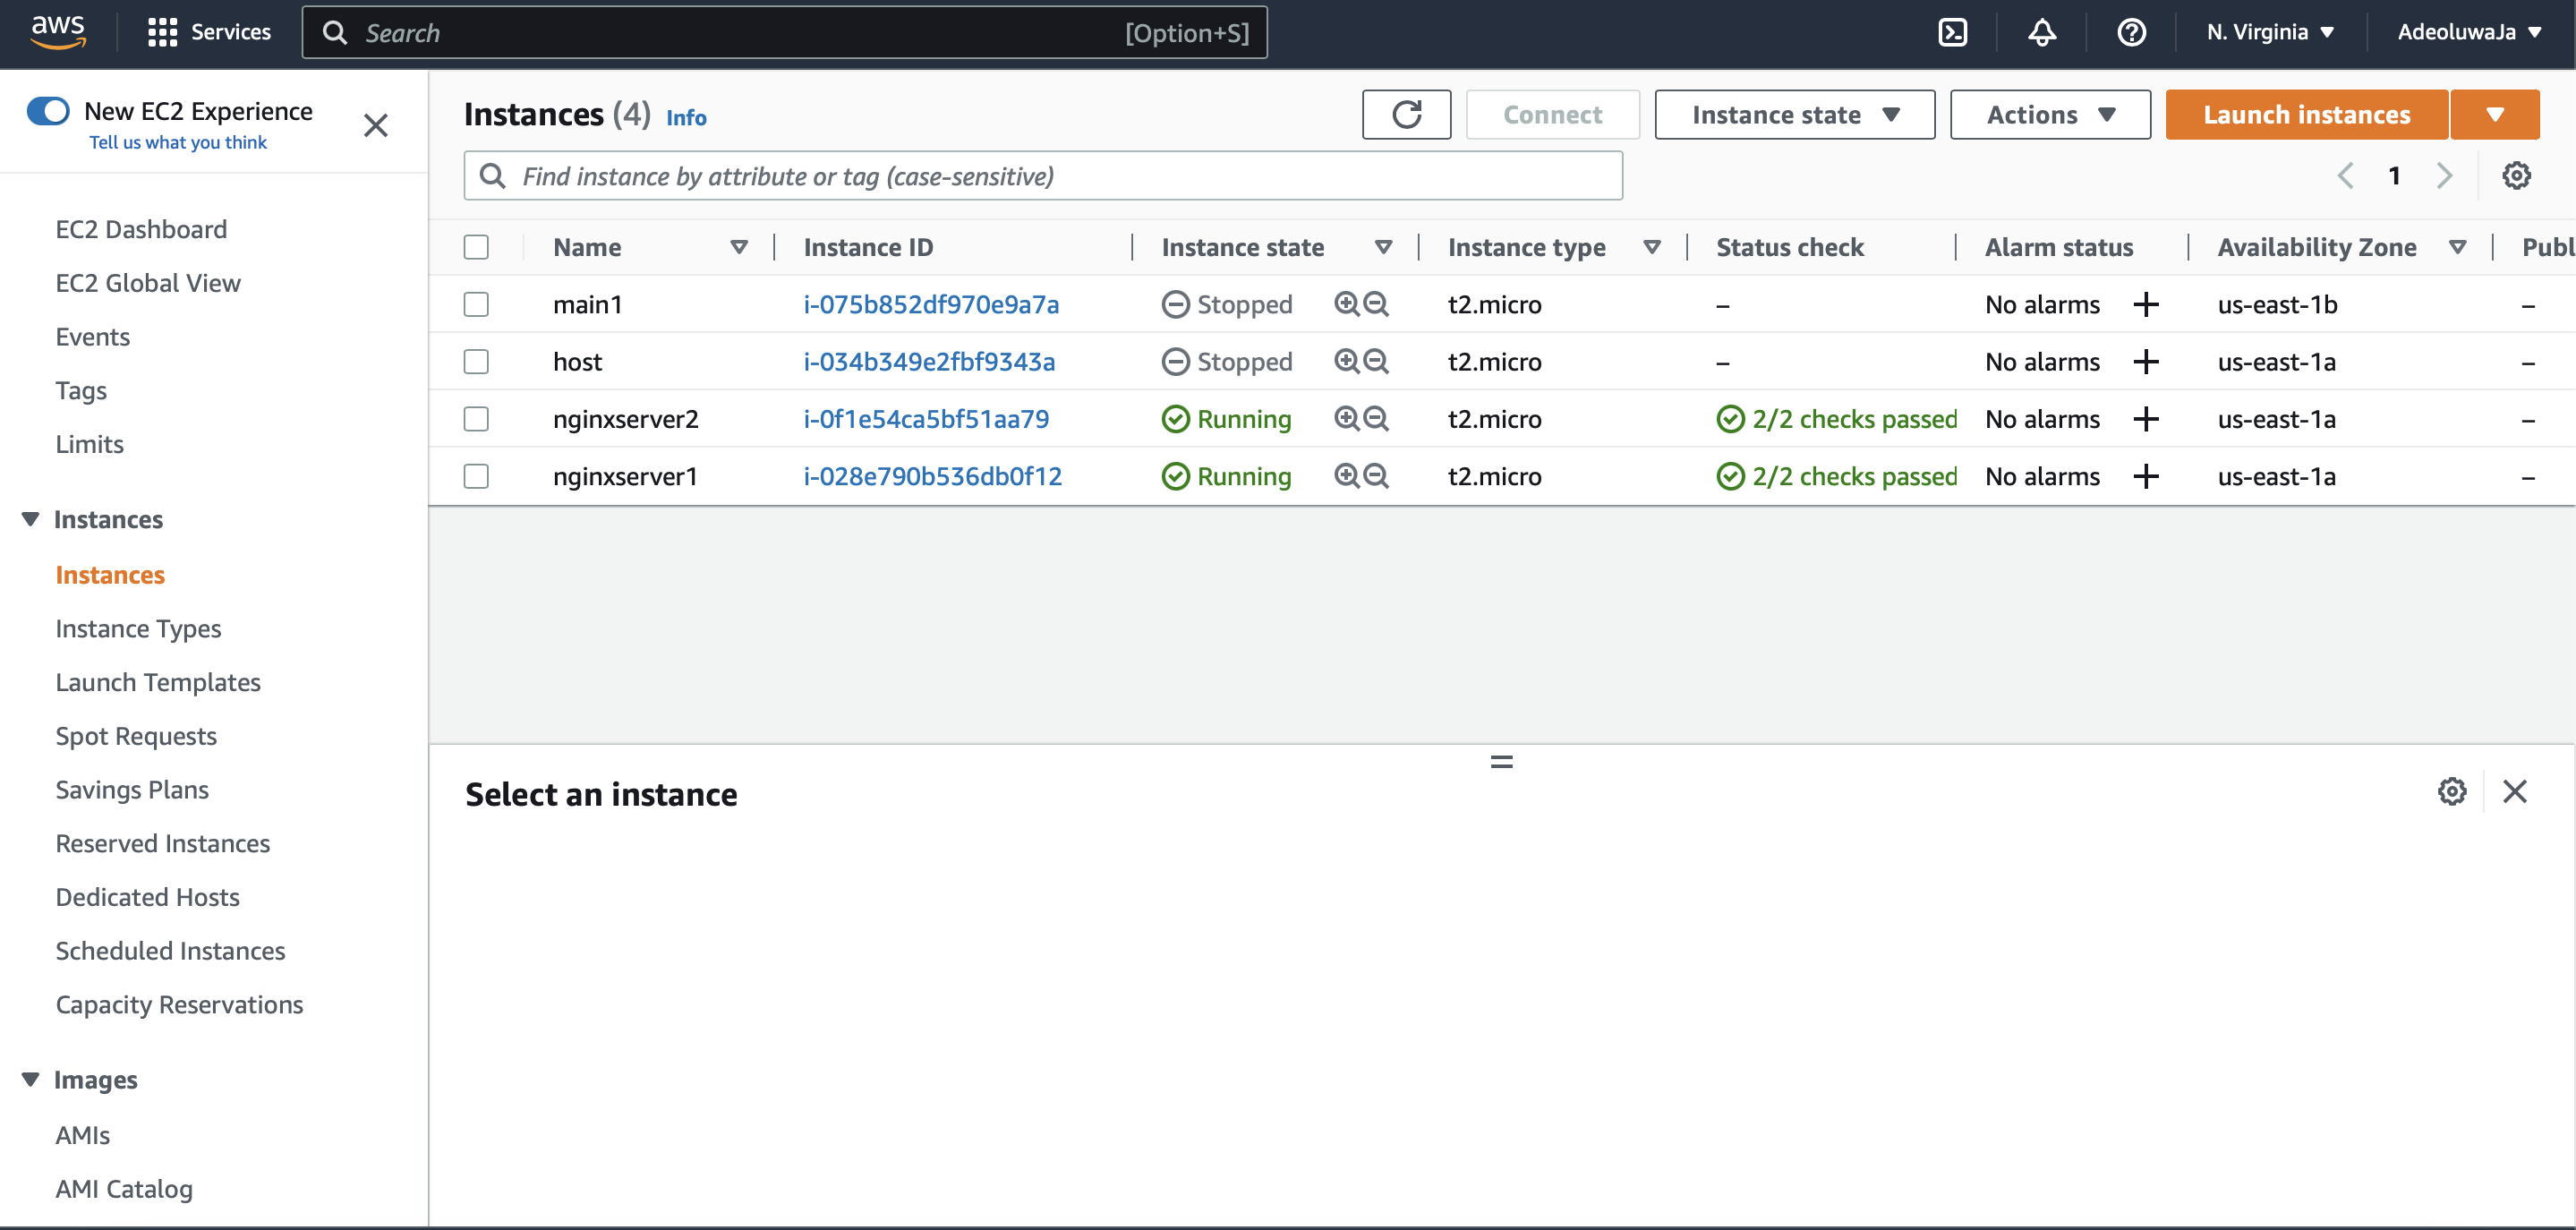 aws Services Search [Option+S] N. Virginia AdeoluwaJa
New EC2 Experience
Tell us what you think
EC2 Dashboard
EC2 Global View
Events
Tags
Limits
Instances
Instances
Instance Types
Launch Templates
Spot Requests
Savings Plans
Reserved Instances
Dedicated Hosts
Scheduled Instances
Capacity Reservations
Images
AMIs
AMI Catalog
Instances (4) Info Connect Instance state Actions Launch instances
Find instance by attribute or tag (case-sensitive) 1
Name Instance ID Instance state Instance type Status check Alarm status Availability Zone Publ
main1 i-075b852df970e9a7a Stopped t2.micro – No alarms + us-east-1b –
host i-034b349e2fbf9343a Stopped t2.micro – No alarms + us-east-1a –
nginxserver2 i-0f1e54ca5bf51aa79 Running t2.micro 2/2 checks passed No alarms + us-east-1a –
nginxserver1 i-028e790b536db0f12 Running t2.micro 2/2 checks passed No alarms + us-east-1a –
Select an instance